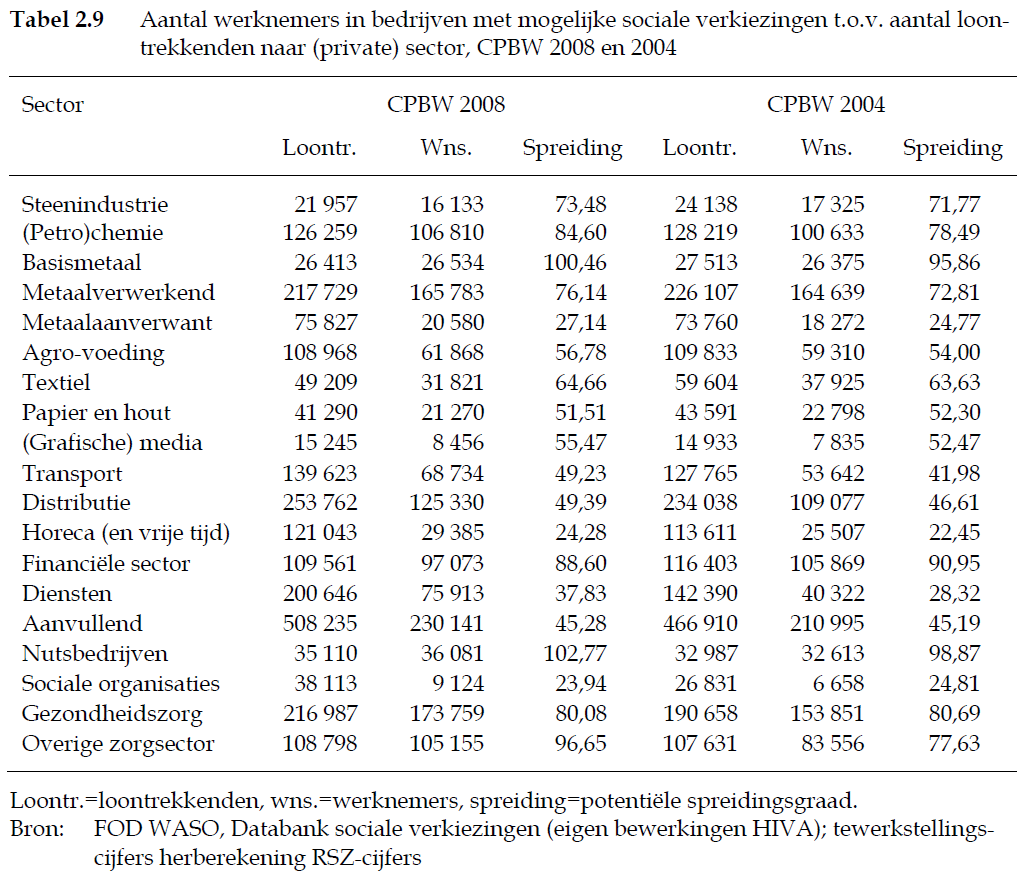 Tabel 2.9 Aantal werknemers in bedrijven met mogelijke sociale verkiezingen t.o.v. aantal loon-
trekkenden naar (private) sector, CPBW 2008 en 2004
Sector CPBW 2008 CPBW 2004
Loontr. Wns. Spreiding Loontr. Wns. Spreiding
Steenindustrie 21 957 16 133 73,48 24 138 17 325 71,77
(Petro)chemie 126 259 106 810 84,60 128 219 100 633 78,49
Basismetaal 26 413 26 534 100,46 27 513 26 375 95,86
Metaalverwerkend 217 729 165 783 76,14 226 107 164 639 72,81
Metaalaanverwant 75 827 20 580 27,14 73 760 18 272 24,77
Agro-voeding 108 968 61 868 56,78 109 833 59 310 54,00
Textiel 49 209 31 821 64,66 59 604 37 925 63,63
Papier en hout 41 290 21 270 51,51 43 591 22 798 52,30
(Grafische) media 15 245 8 456 55,47 14 933 7 835 52,47
Transport 139 623 68 734 49,23 127 765 53 642 41,98
Distributie 253 762 125 330 49,39 234 038 109 077 46,61
Horeca (en vrije tijd) 121 043 29 385 24,28 113 611 25 507 22,45
Financiële sector 109 561 97 073 88,60 116 403 105 869 90,95
Diensten 200 646 75 913 37,83 142 390 40 322 28,32
Aanvullend 508 235 230 141 45,28 466 910 210 995 45,19
Nutsbedrijven 35 110 36 081 102,77 32 987 32 613 98,87
Sociale organisaties 38 113 9 124 23,94 26 831 6 658 24,81
Gezondheidszorg 216 987 173 759 80,08 190 658 153 851 80,69
Overige zorgsector 108 798 105 155 96,65 107 631 83 556 77,63
Loontr.=loontrekkenden, wns.=werknemers, spreiding=potentiële spreidingsgraad.
Bron: FOD WASO, Databank sociale verkiezingen (eigen bewerkingen HIVA); tewerkstellings-
cijfers herberekening RSZ-cijfers